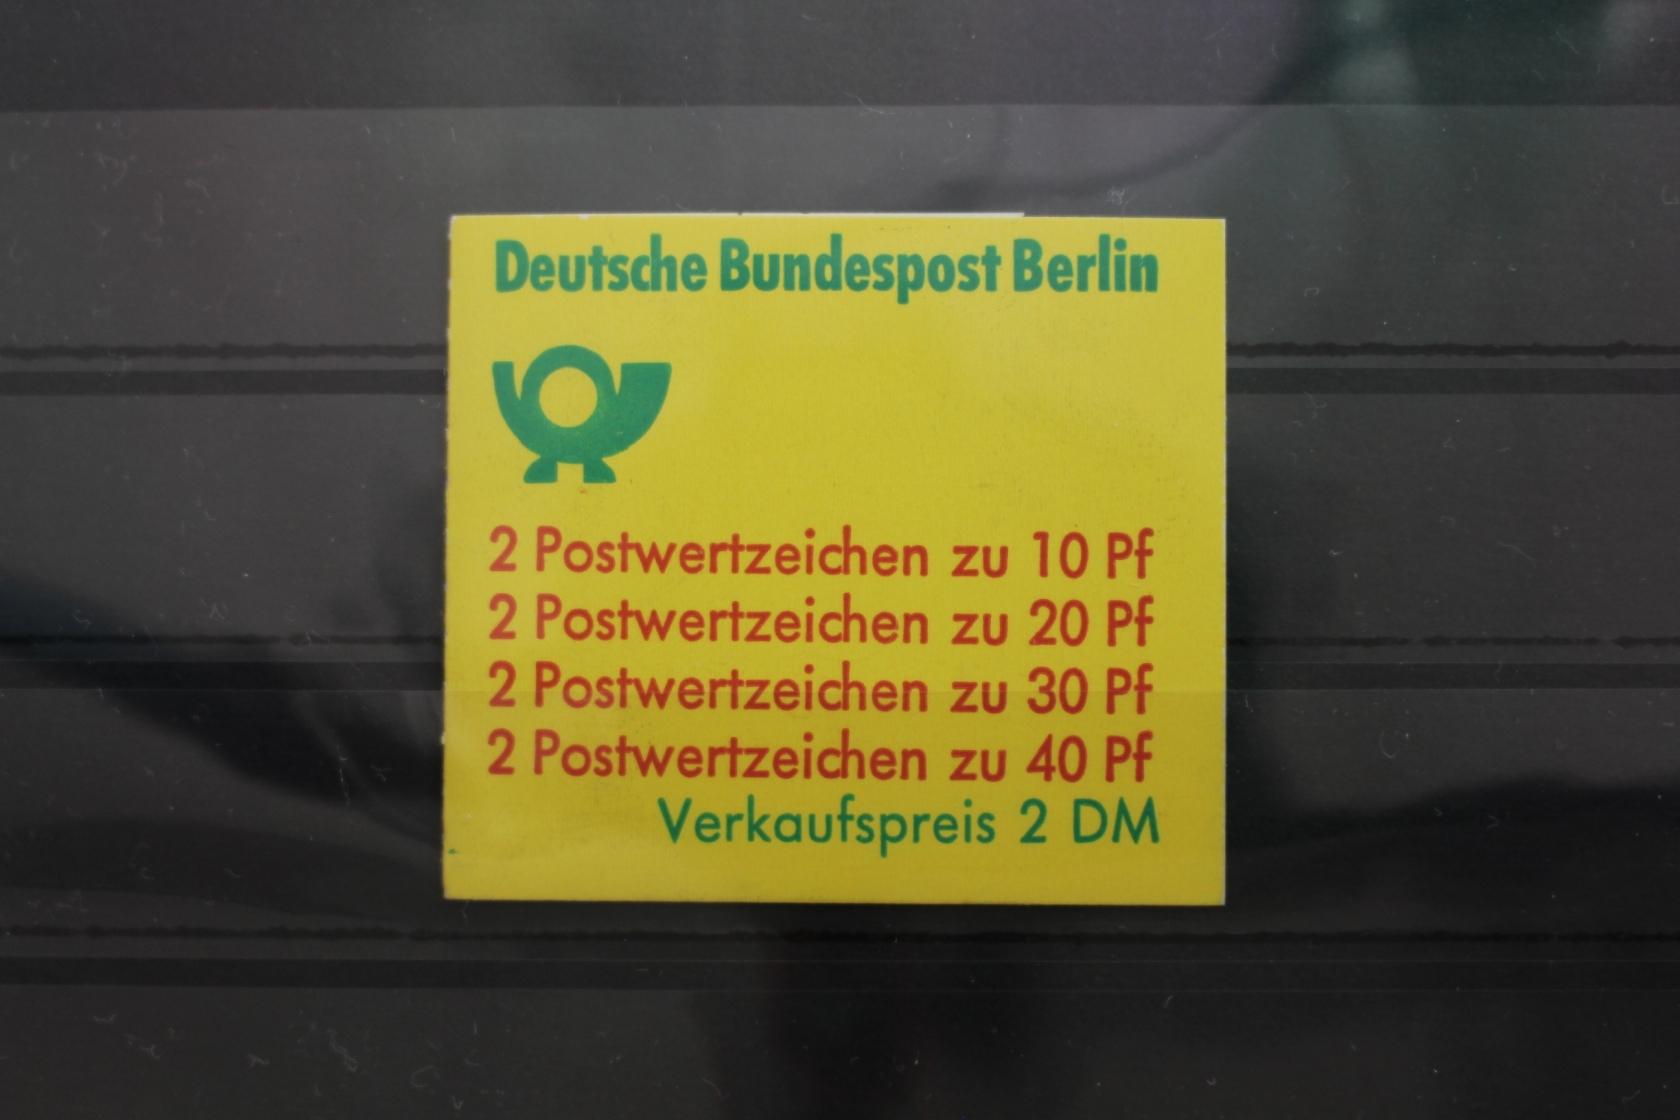 Deutsche Bundespost Berlin
2 Postwertzeichen zu 10 Pf
2 Postwertzeichen zu 20 Pf
2 Postwertzeichen zu 30 Pf
2 Postwertzeichen zu 40 Pf
Verkaufspreis 2 DM